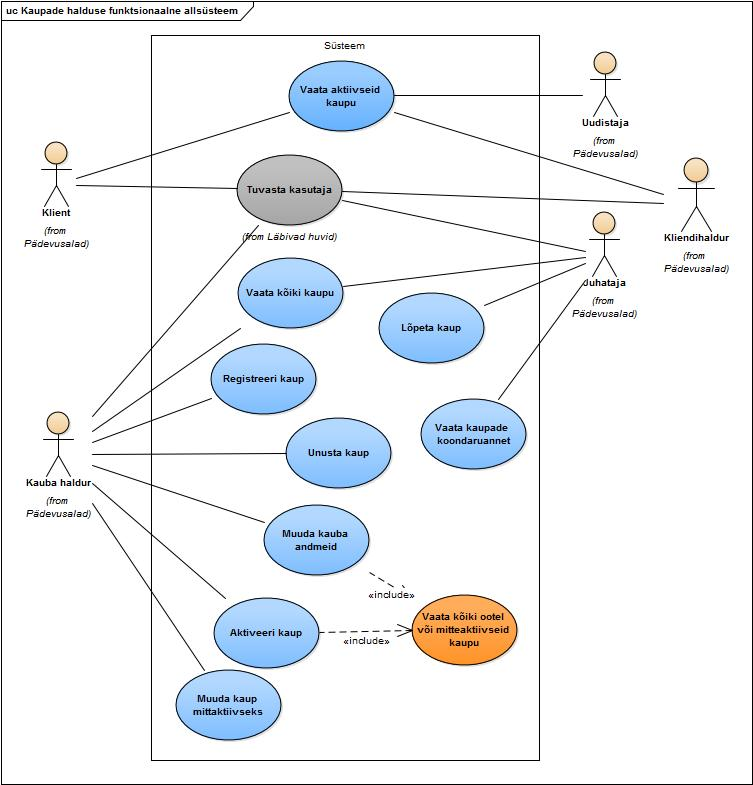 uc Kaupade halduse funktsionaalne allsüsteem
Süsteem
Vaata aktiivseid
kaupu
Uudistaja
(from
Pädevusalad)
Klient
(from
Pädevusalad)
Tuvasta kasutaja
(from Läbivad huvid)
Kliendihaldur
(from
Pädevusalad)
Juhataja
(from
Pädevusalad)
Vaata kõiki kaupu
Lõpeta kaup
Registreeri kaup
Vaata kaupade
koondaruannet
Kauba haldur
(from
Pädevusalad)
Unusta kaup
Muuda kauba
andmeid
«include»
Aktiveeri kaup
«include»
Vaata kõiki ootel
või mitteaktiivseid
kaupu
Muuda kaup
mittaktiivseks